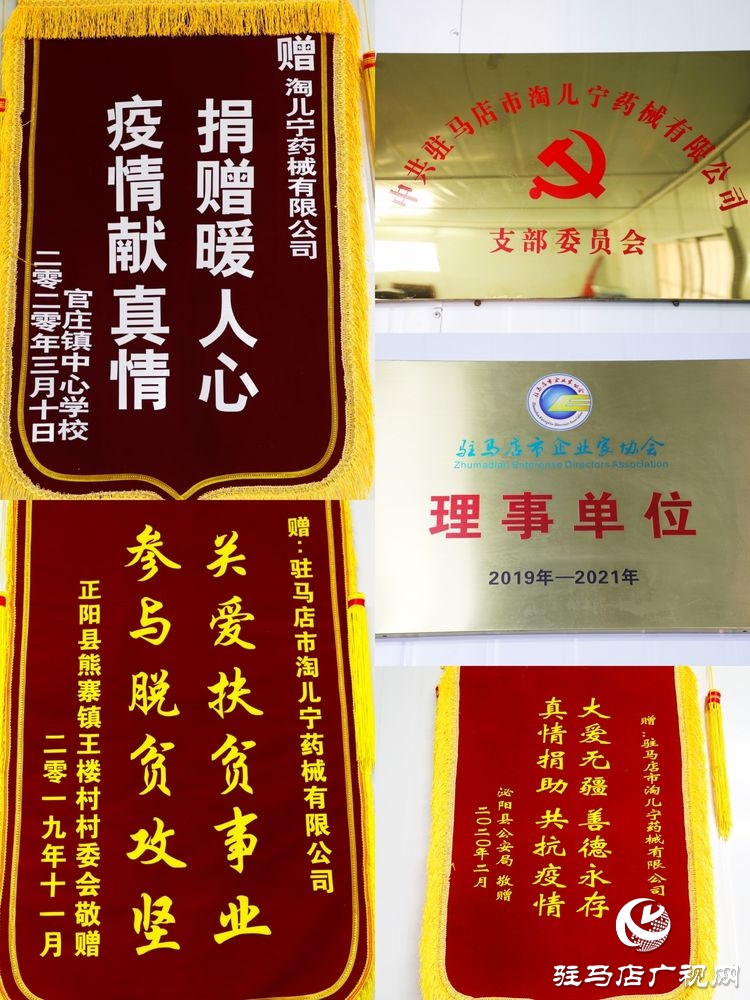 赠 淘儿宁药械有限公司
捐赠暖人心
疫情献真情
官庄镇中心学校
二零二零年三月十日
中共驻马店市淘儿宁药械有限公司
支部委员会
驻马店市企业家协会
Zhumadian Enterense Directors Association
理事单位
2019年—2021年
赠：驻马店市淘儿宁药械有限公司
关爱扶贫事业
参与脱贫攻坚
正阳县熊寨镇王楼村村委会敬赠
二零一九年十一月
赠：驻马店市淘儿宁药械有限公司
大爱无疆 善德永存
真情捐助 共抗疫情
泌阳县公安局 敬赠
二〇二〇年二月
驻马店广视网